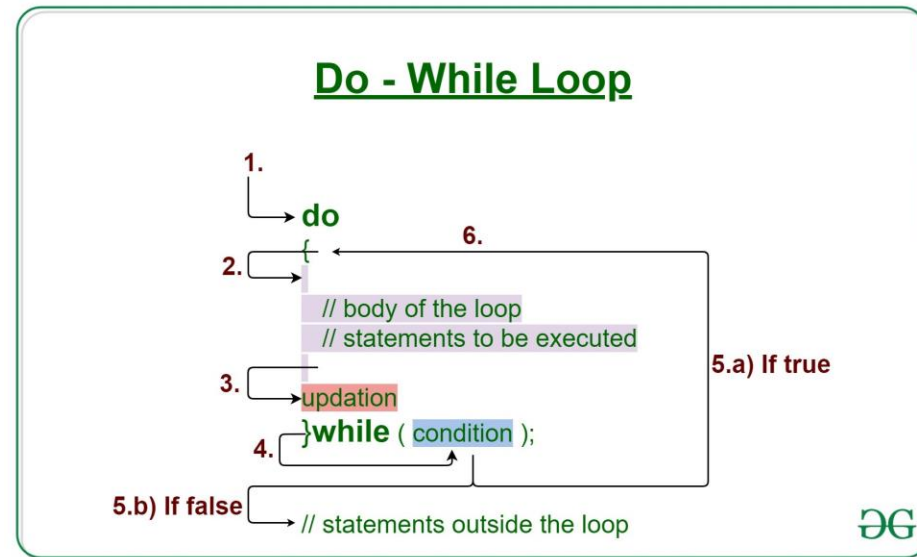 Do - While Loop
1.
do
6.
{
2.
// body of the loop
// statements to be executed
5.a) If true
3.
updation
}while ( condition );
4.
5.b) If false
// statements outside the loop